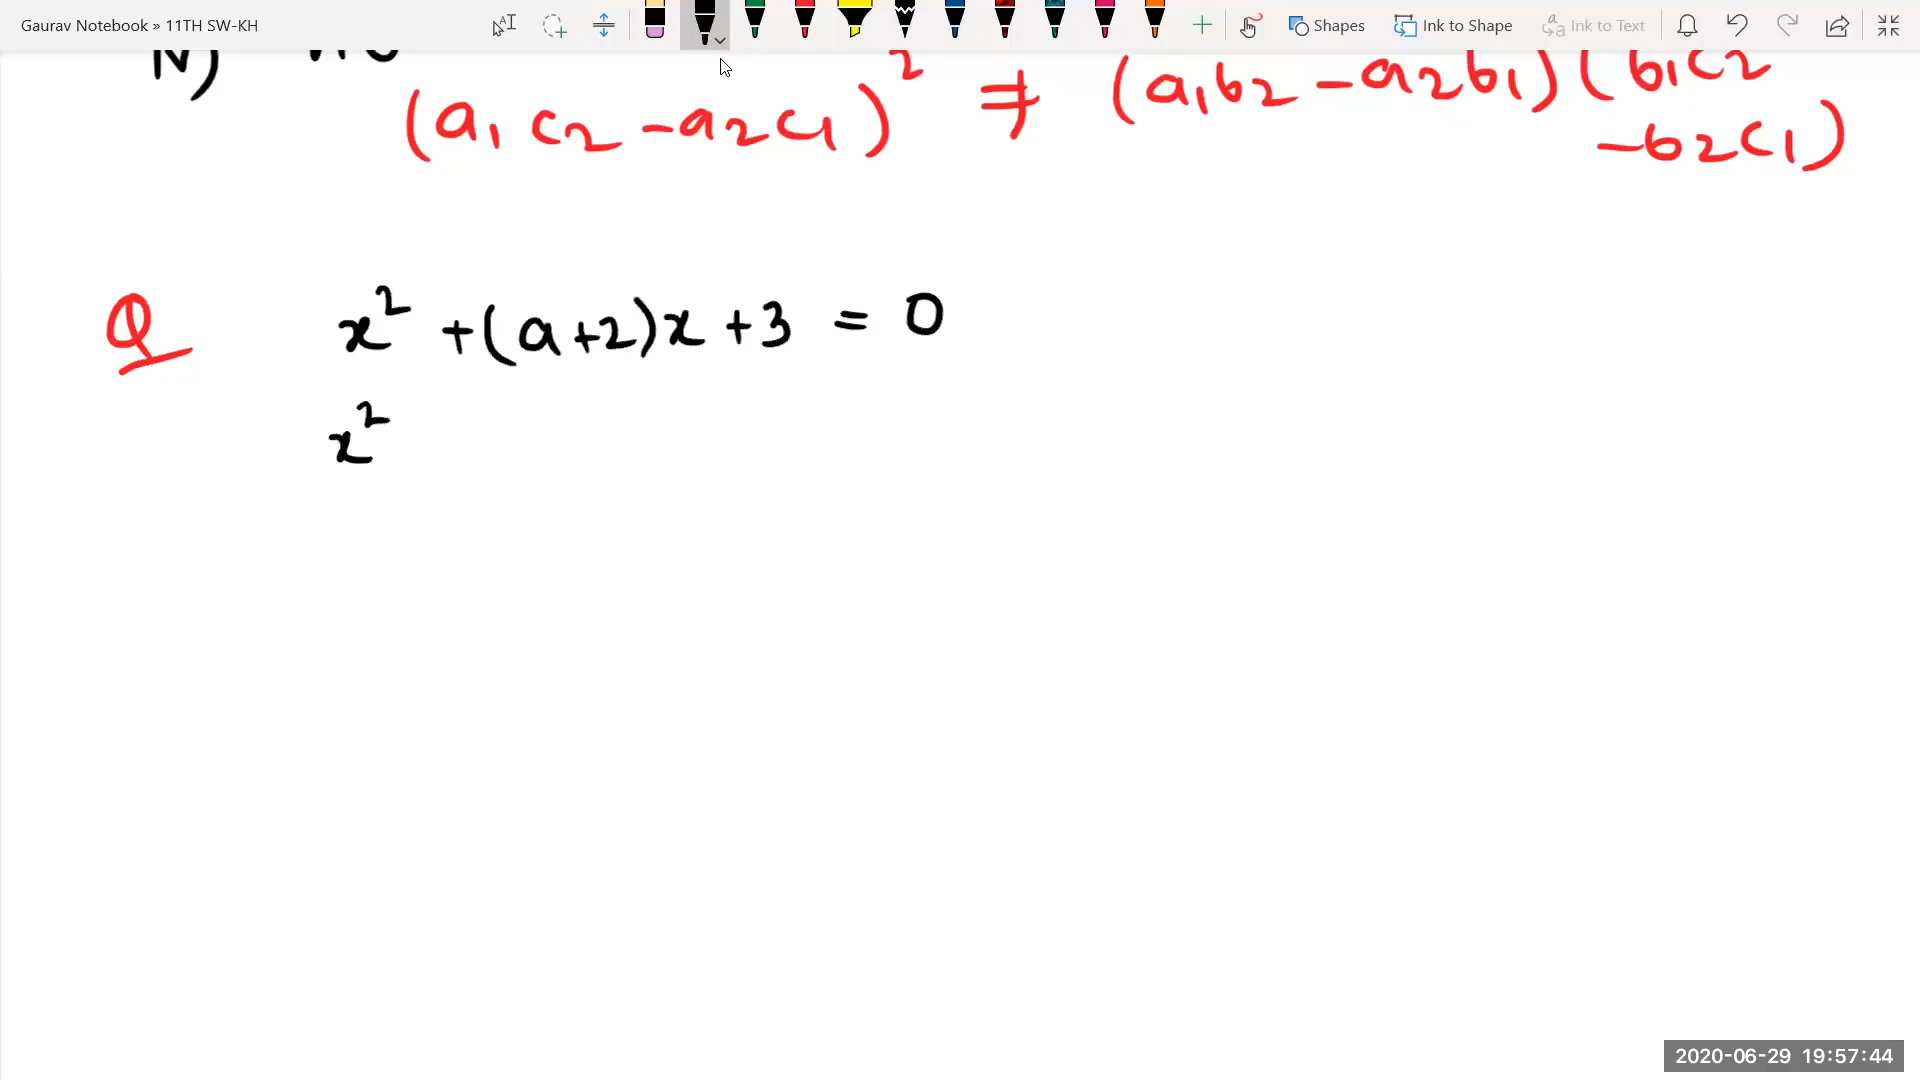 Gaurav Notebook » 11TH SW-KH
Shapes
Ink to Shape
Ink to Text
(a₁c₂ - a₂c₁)² ≠ (a₁b₂ - a₂b₁)(b₁c₂
- b₂c₁)
Q x² + (a+2)x + 3 = 0
x²
2020-06-29 19:57:44